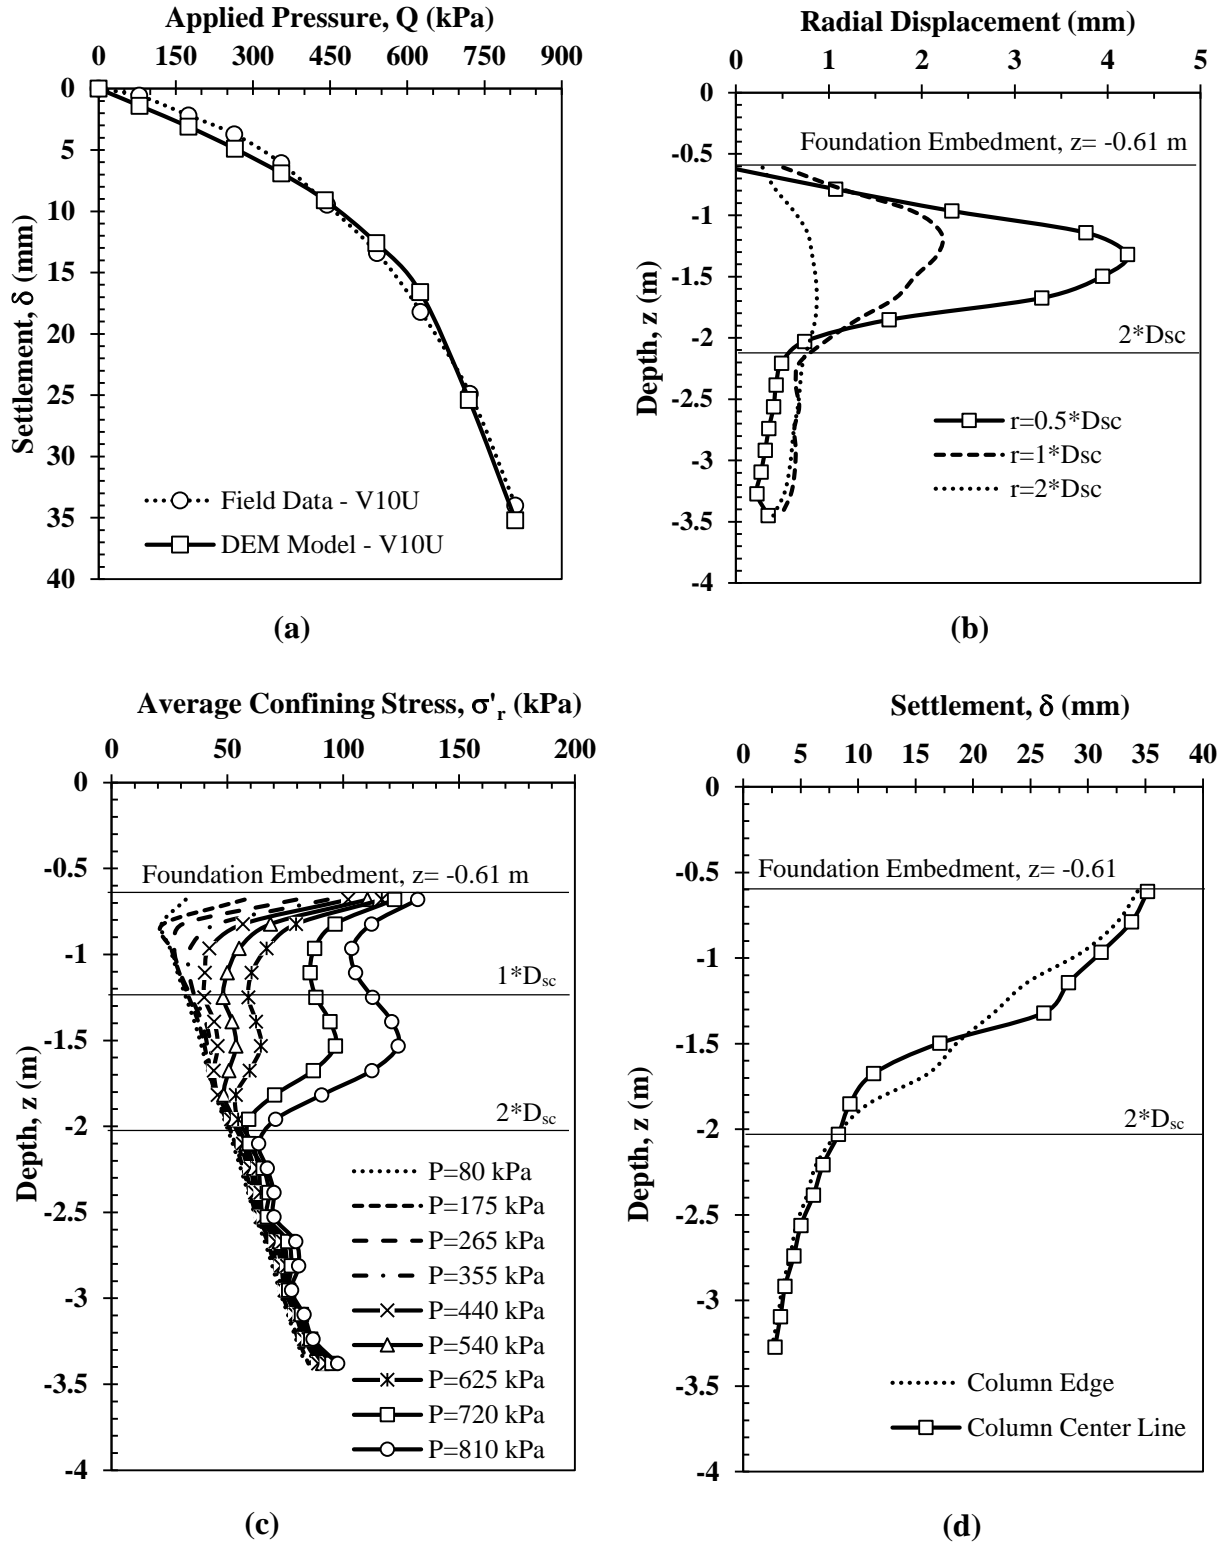 Applied Pressure, Q (kPa)
0 150 300 450 600 750 900
0
5
10
15
20
25
30
35
40
Settlement, δ (mm)
Field Data - V10U
DEM Model - V10U
(a)
Radial Displacement (mm)
0 1 2 3 4 5
0
-0.5
-1
-1.5
-2
-2.5
-3
-3.5
-4
Depth, z (m)
Foundation Embedment, z= -0.61 m
2*Dsc
r=0.5*Dsc
r=1*Dsc
r=2*Dsc
(b)
Average Confining Stress, σ'r (kPa)
0 50 100 150 200
0
-0.5
-1
-1.5
-2
-2.5
-3
-3.5
-4
Depth, z (m)
Foundation Embedment, z= -0.61 m
1*Dsc
2*Dsc
P=80 kPa
P=175 kPa
P=265 kPa
P=355 kPa
P=440 kPa
P=540 kPa
P=625 kPa
P=720 kPa
P=810 kPa
(c)
Settlement, δ (mm)
0 5 10 15 20 25 30 35 40
0
-0.5
-1
-1.5
-2
-2.5
-3
-3.5
-4
Depth, z (m)
Foundation Embedment, z= -0.61
2*Dsc
Column Edge
Column Center Line
(d)